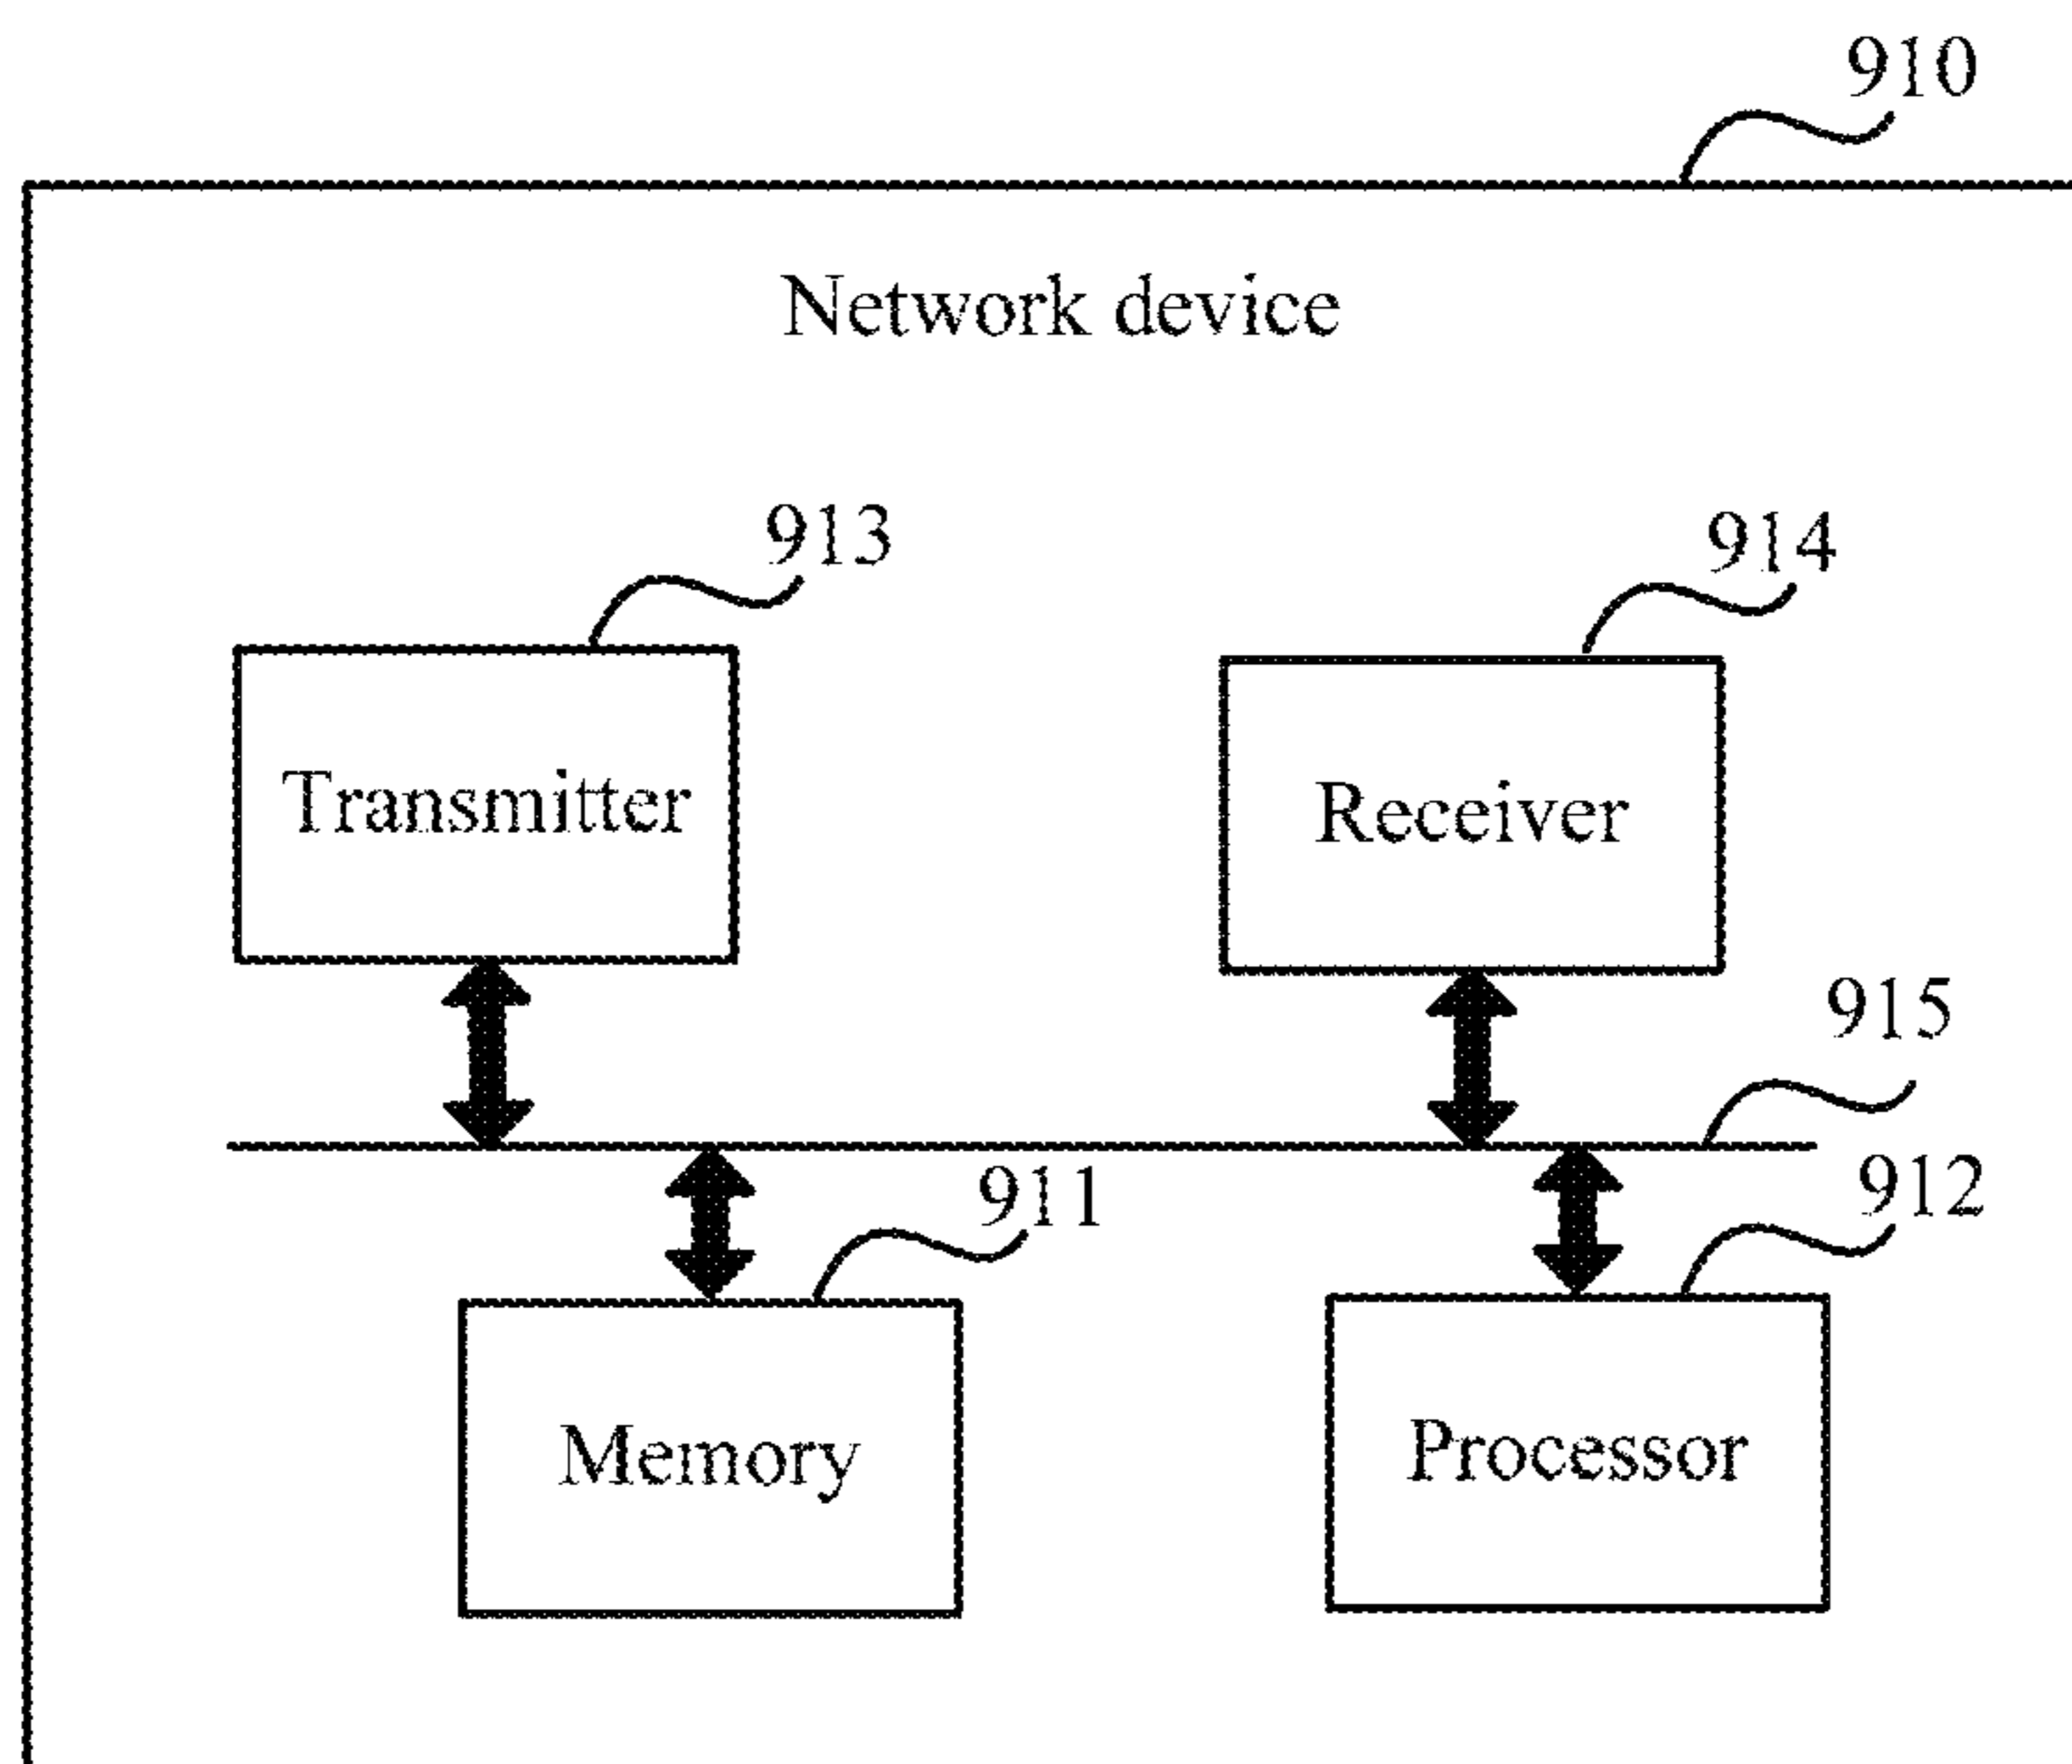 910
Network device
913
914
Transmitter
Receiver
915
911
912
Memory
Processor